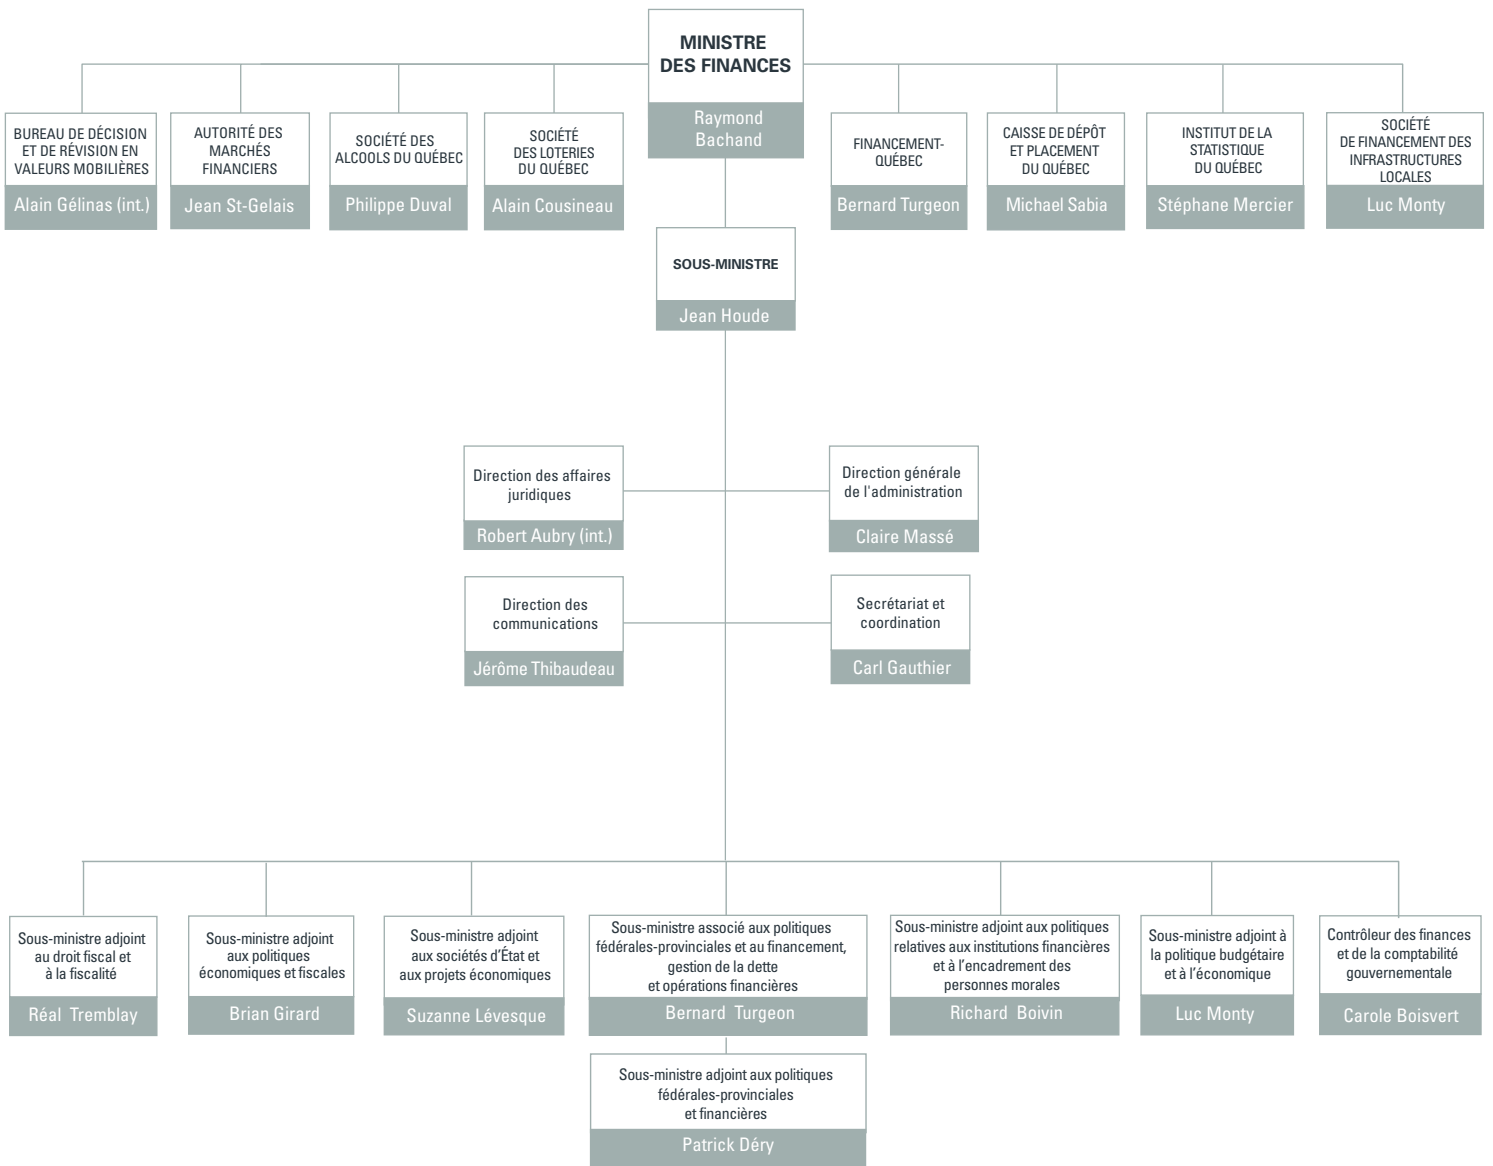 MINISTRE
DES FINANCES
Raymond
Bachand
BUREAU DE DÉCISION
ET DE RÉVISION EN
VALEURS MOBILIÈRES
Alain Gélinas (int.)
AUTORITÉ DES
MARCHÉS
FINANCIERS
Jean St-Gelais
SOCIÉTÉ DES
ALCOOLS DU QUÉBEC
Philippe Duval
SOCIÉTÉ
DES LOTERIES
DU QUÉBEC
Alain Cousineau
FINANCEMENT-
QUÉBEC
Bernard Turgeon
CAISSE DE DÉPÔT
ET PLACEMENT
DU QUÉBEC
Michael Sabia
INSTITUT DE LA
STATISTIQUE
DU QUÉBEC
Stéphane Mercier
SOCIÉTÉ
DE FINANCEMENT DES
INFRASTRUCTURES
LOCALES
Luc Monty
SOUS-MINISTRE
Jean Houde
Direction des affaires
juridiques
Robert Aubry (int.)
Direction générale
de l'administration
Claire Massé
Direction des
communications
Jérôme Thibaudeau
Secrétariat et
coordination
Carl Gauthier
Sous-ministre adjoint
au droit fiscal et
à la fiscalité
Réal Tremblay
Sous-ministre adjoint
aux politiques
économiques et fiscales
Brian Girard
Sous-ministre adjoint
aux sociétés d’État et
aux projets économiques
Suzanne Lévesque
Sous-ministre associé aux politiques
fédérales-provinciales et au financement,
gestion de la dette
et opérations financières
Bernard Turgeon
Sous-ministre adjoint aux politiques
relatives aux institutions financières
et à l’encadrement des
personnes morales
Richard Boivin
Sous-ministre adjoint à
la politique budgétaire
et à l’économique
Luc Monty
Contrôleur des finances
et de la comptabilité
gouvernementale
Carole Boisvert
Sous-ministre adjoint aux politiques
fédérales-provinciales
et financières
Patrick Déry